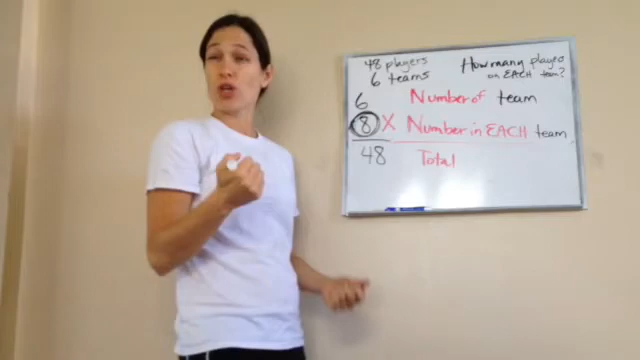 48 players
6 teams
How many players
on EACH team?
6 Number of team
8 X Number in EACH team
48 Total